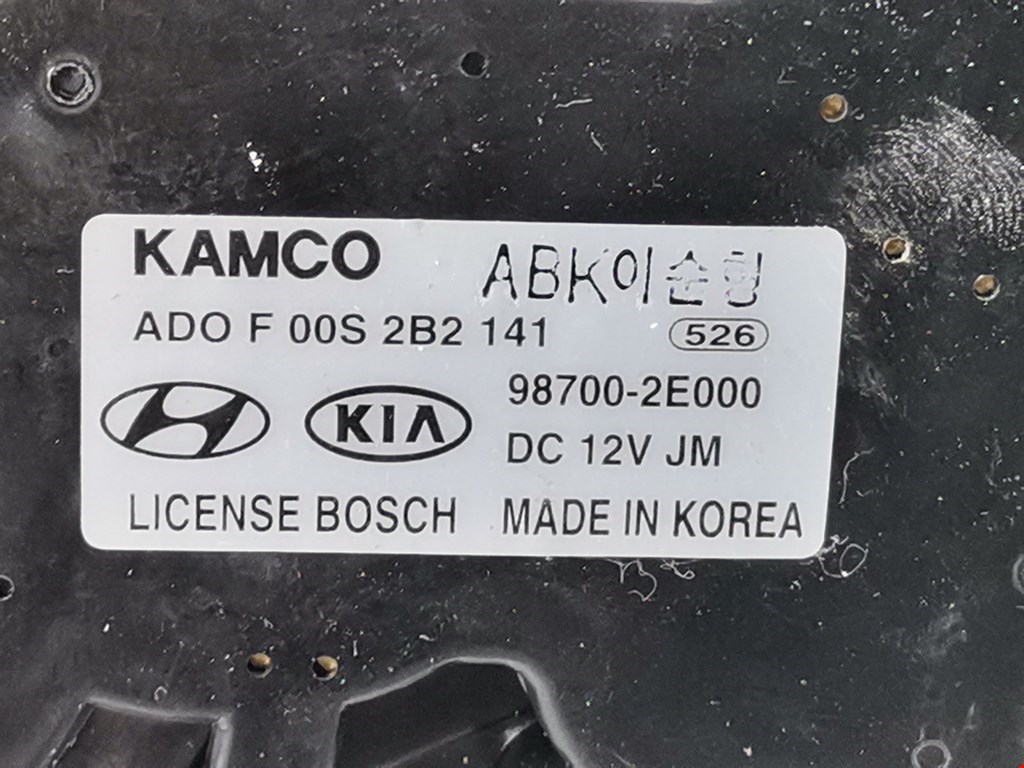 KAMCO
ABK이순형
ADO F 00S 2B2 141
526
98700-2E000
KIA
DC 12V JM
LICENSE BOSCH
MADE IN KOREA